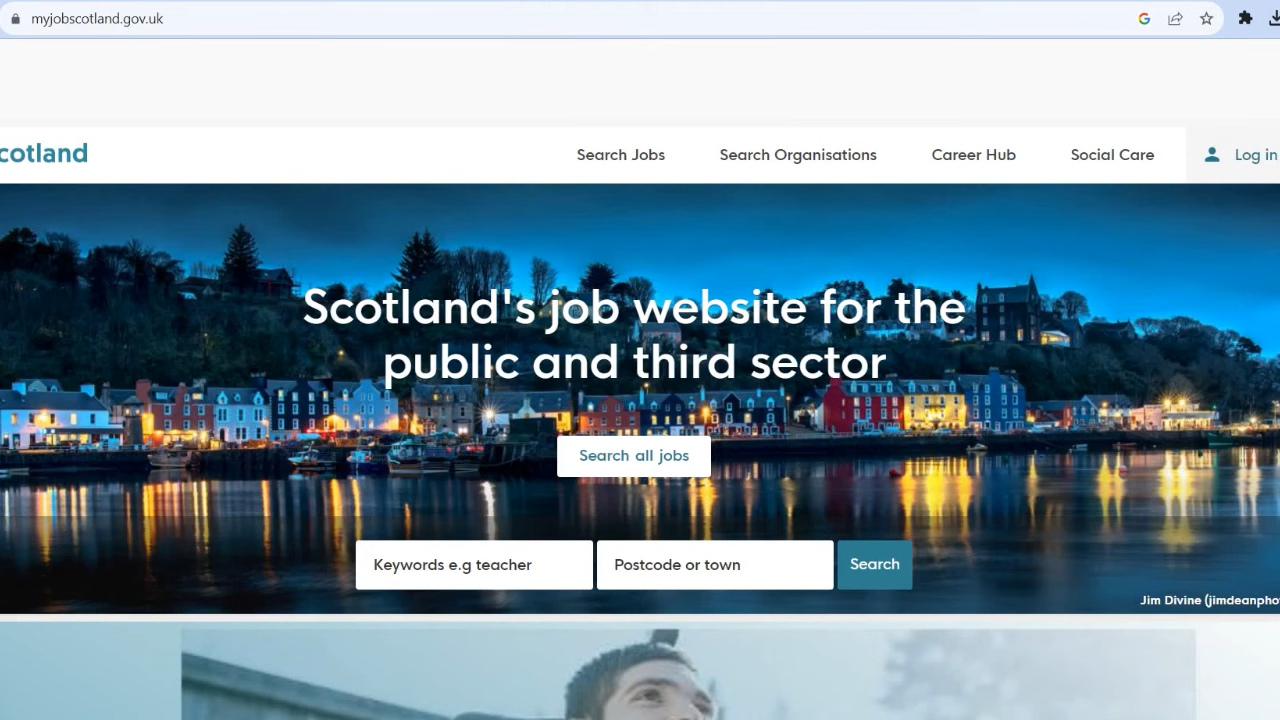 myjobscotland.gov.uk
cotland
Search Jobs
Search Organisations
Career Hub
Social Care
Log in
Scotland's job website for the
public and third sector
Search all jobs
Keywords e.g teacher
Postcode or town
Search
Jim Divine (jimdeanpho